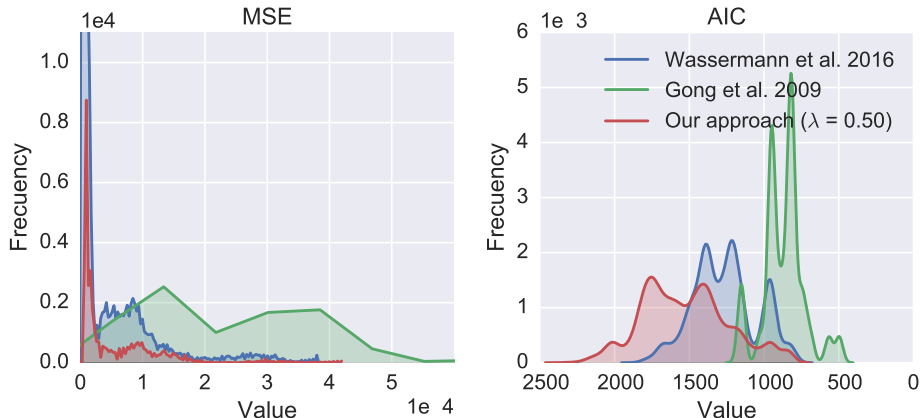 MSE
1e4
1.0
0.8
0.6
0.4
0.2
0.0
Frecuency
0 1 2 3 4 5
Value
1e 4
AIC
1e 3
6
5
4
3
2
1
0
Frecuency
Wassermann et al. 2016
Gong et al. 2009
Our approach (λ = 0.50)
2500 2000 1500 1000 500 0
Value